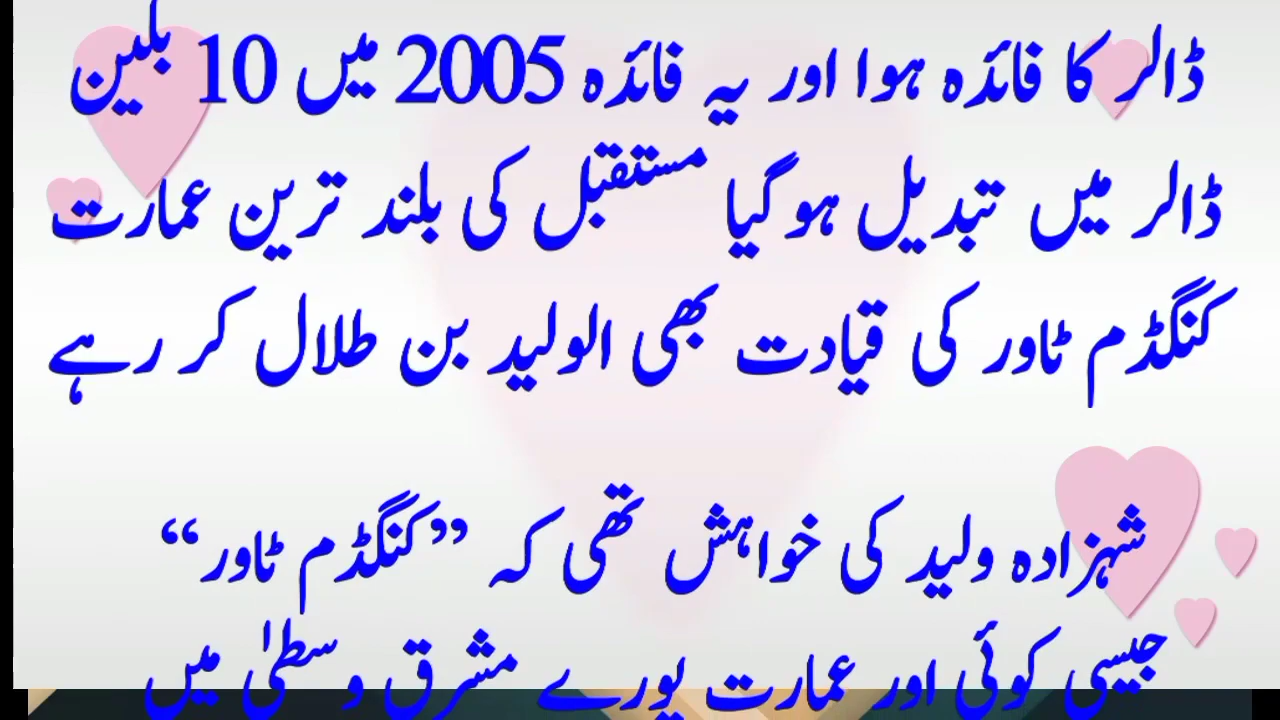 ڈالر کا فائدہ ہوا اور یہ فائدہ 2005 میں 10 بلین
ڈالر میں تبدیل ہو گیا مستقبل کی بلند ترین عمارت
کنگڈم ٹاور کی قیادت بھی الولید بن طلال کر رہے
شہزادہ ولید کی خواہش تھی کہ ”کنگڈم ٹاور“
جیسی کوئی اور عمارت پورے مشرق وسطیٰ میں